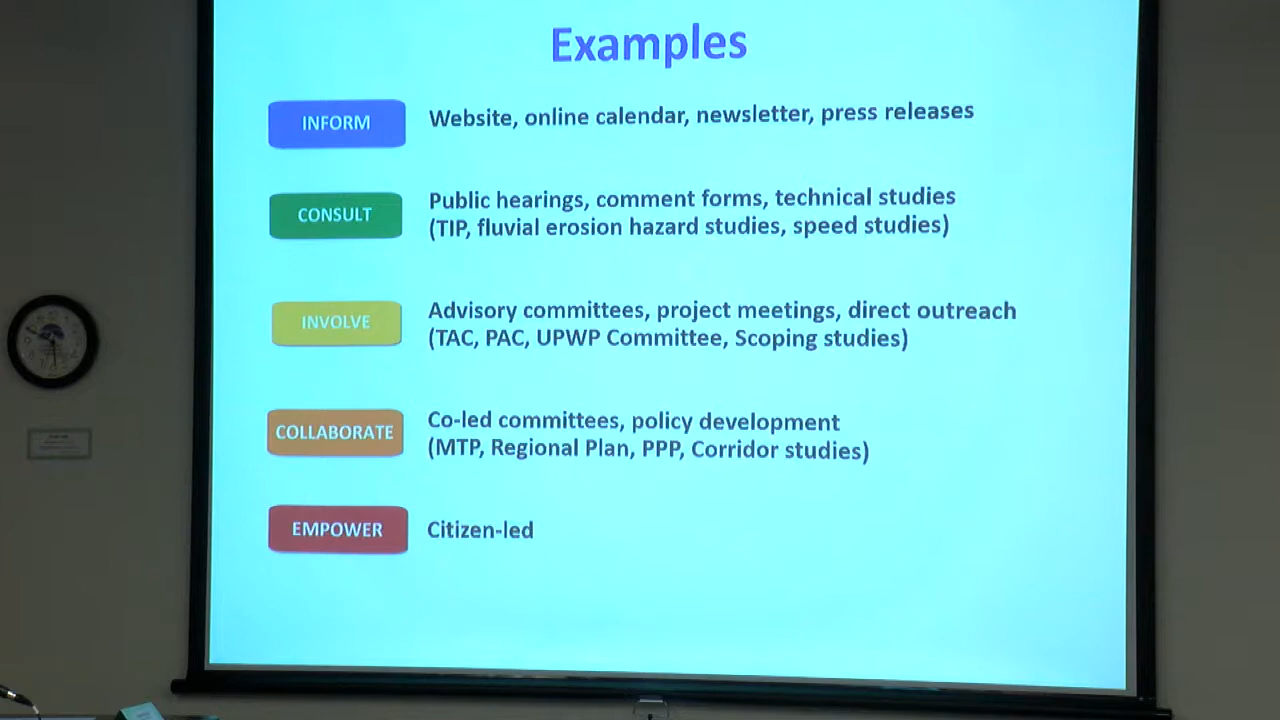 Examples
INFORM
Website, online calendar, newsletter, press releases
CONSULT
Public hearings, comment forms, technical studies
(TIP, fluvial erosion hazard studies, speed studies)
INVOLVE
Advisory committees, project meetings, direct outreach
(TAC, PAC, UPWP Committee, Scoping studies)
COLLABORATE
Co-led committees, policy development
(MTP, Regional Plan, PPP, Corridor studies)
EMPOWER
Citizen-led